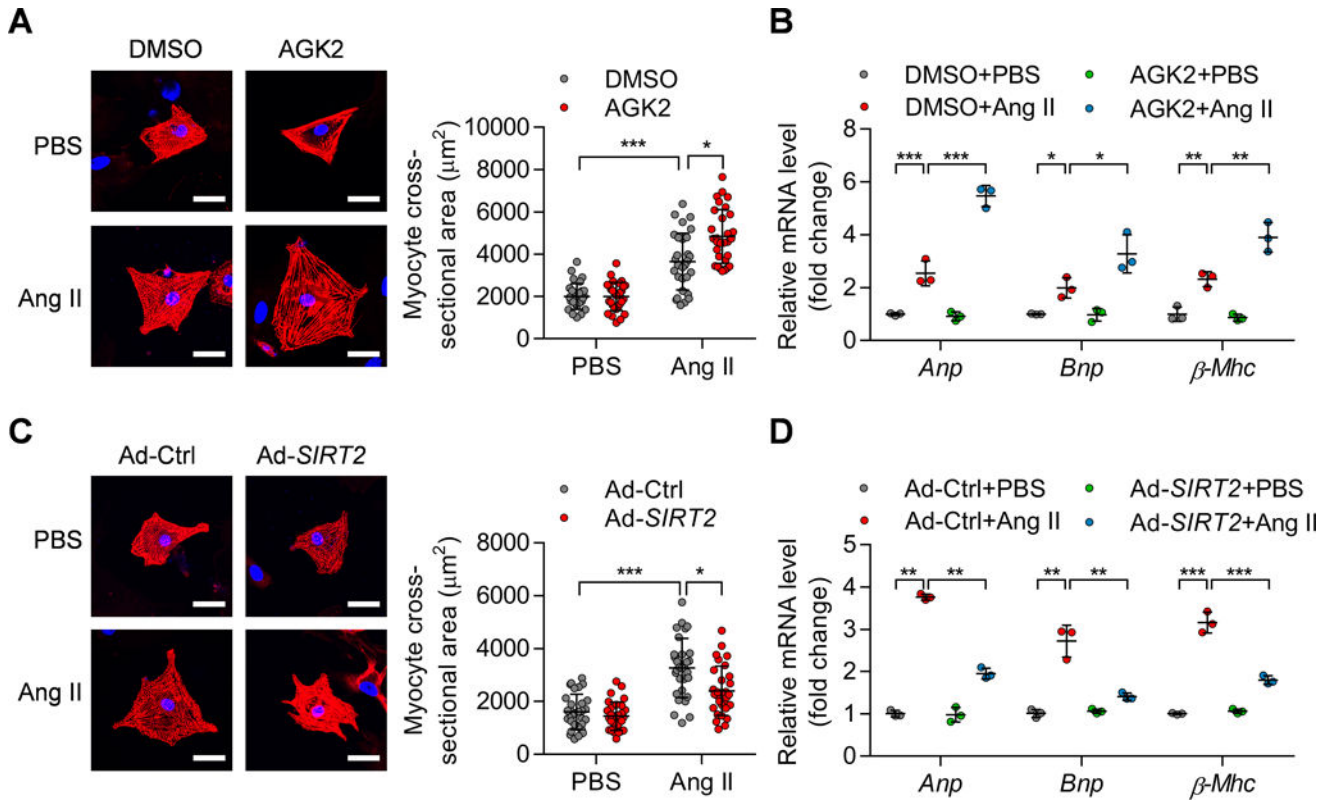 A
DMSO
AGK2
PBS
Ang II
DMSO
AGK2
Myocyte cross-
sectional area (μm²)
10000
8000
6000
4000
2000
0
***
*
PBS
Ang II
B
DMSO+PBS
AGK2+PBS
DMSO+Ang II
AGK2+Ang II
Relative mRNA level
(fold change)
8
6
4
2
0
***
***
*
*
**
**
Anp
Bnp
β-Mhc
C
Ad-Ctrl
Ad-SIRT2
PBS
Ang II
Ad-Ctrl
Ad-SIRT2
Myocyte cross-
sectional area (μm²)
8000
6000
4000
2000
0
***
*
PBS
Ang II
D
Ad-Ctrl+PBS
Ad-SIRT2+PBS
Ad-Ctrl+Ang II
Ad-SIRT2+Ang II
Relative mRNA level
(fold change)
5
4
3
2
1
0
**
**
**
**
***
***
Anp
Bnp
β-Mhc